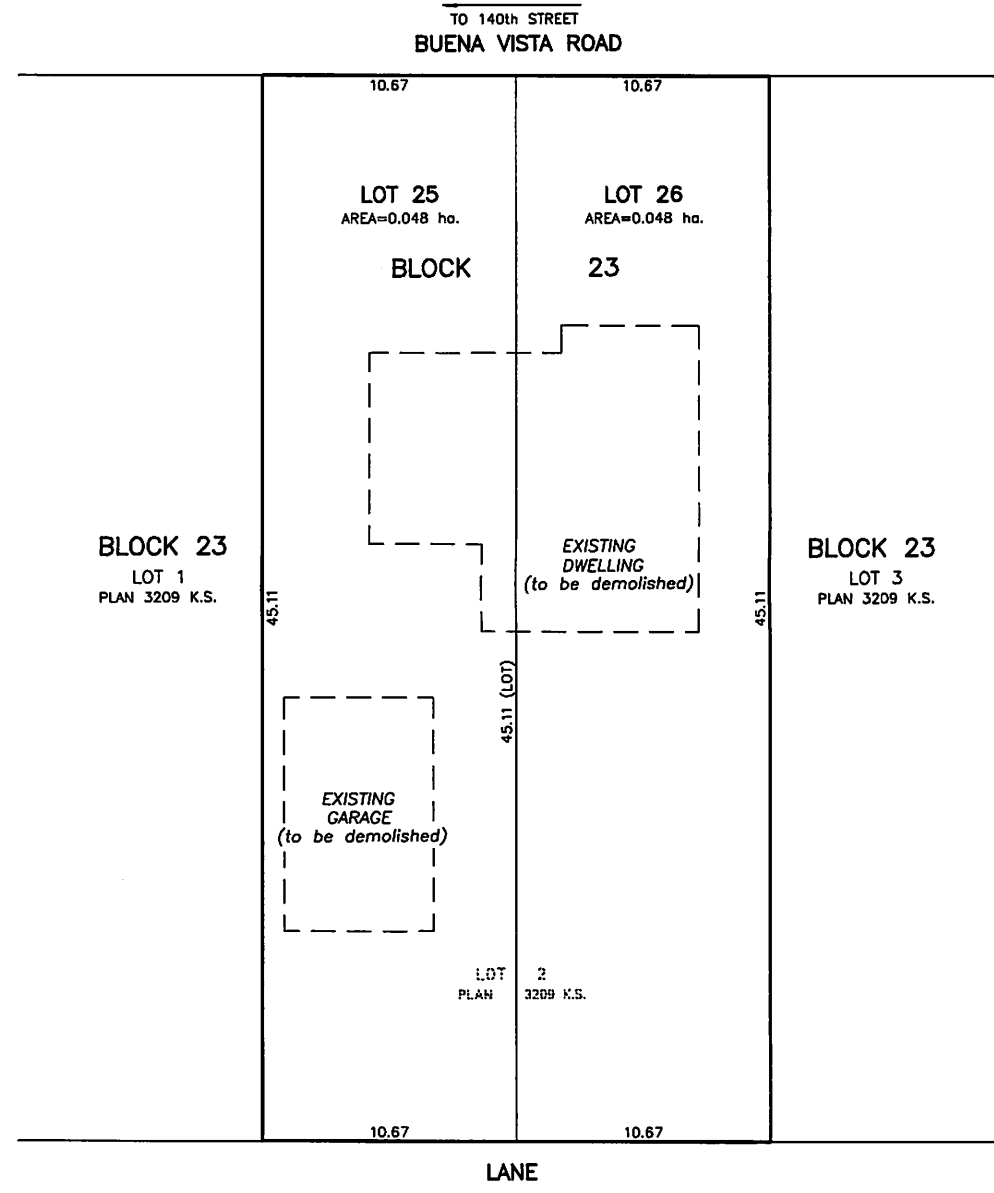 TO 140th STREET
BUENA VISTA ROAD
10.67 10.67
LOT 25 LOT 26
AREA=0.048 ha. AREA=0.048 ha.
BLOCK 23
BLOCK 23
LOT 1
PLAN 3209 K.S.
45.11
EXISTING
DWELLING
(to be demolished)
45.11
BLOCK 23
LOT 3
PLAN 3209 K.S.
45.11 (LOT)
EXISTING
GARAGE
(to be demolished)
LOT 2
PLAN 3209 K.S.
10.67 10.67
LANE